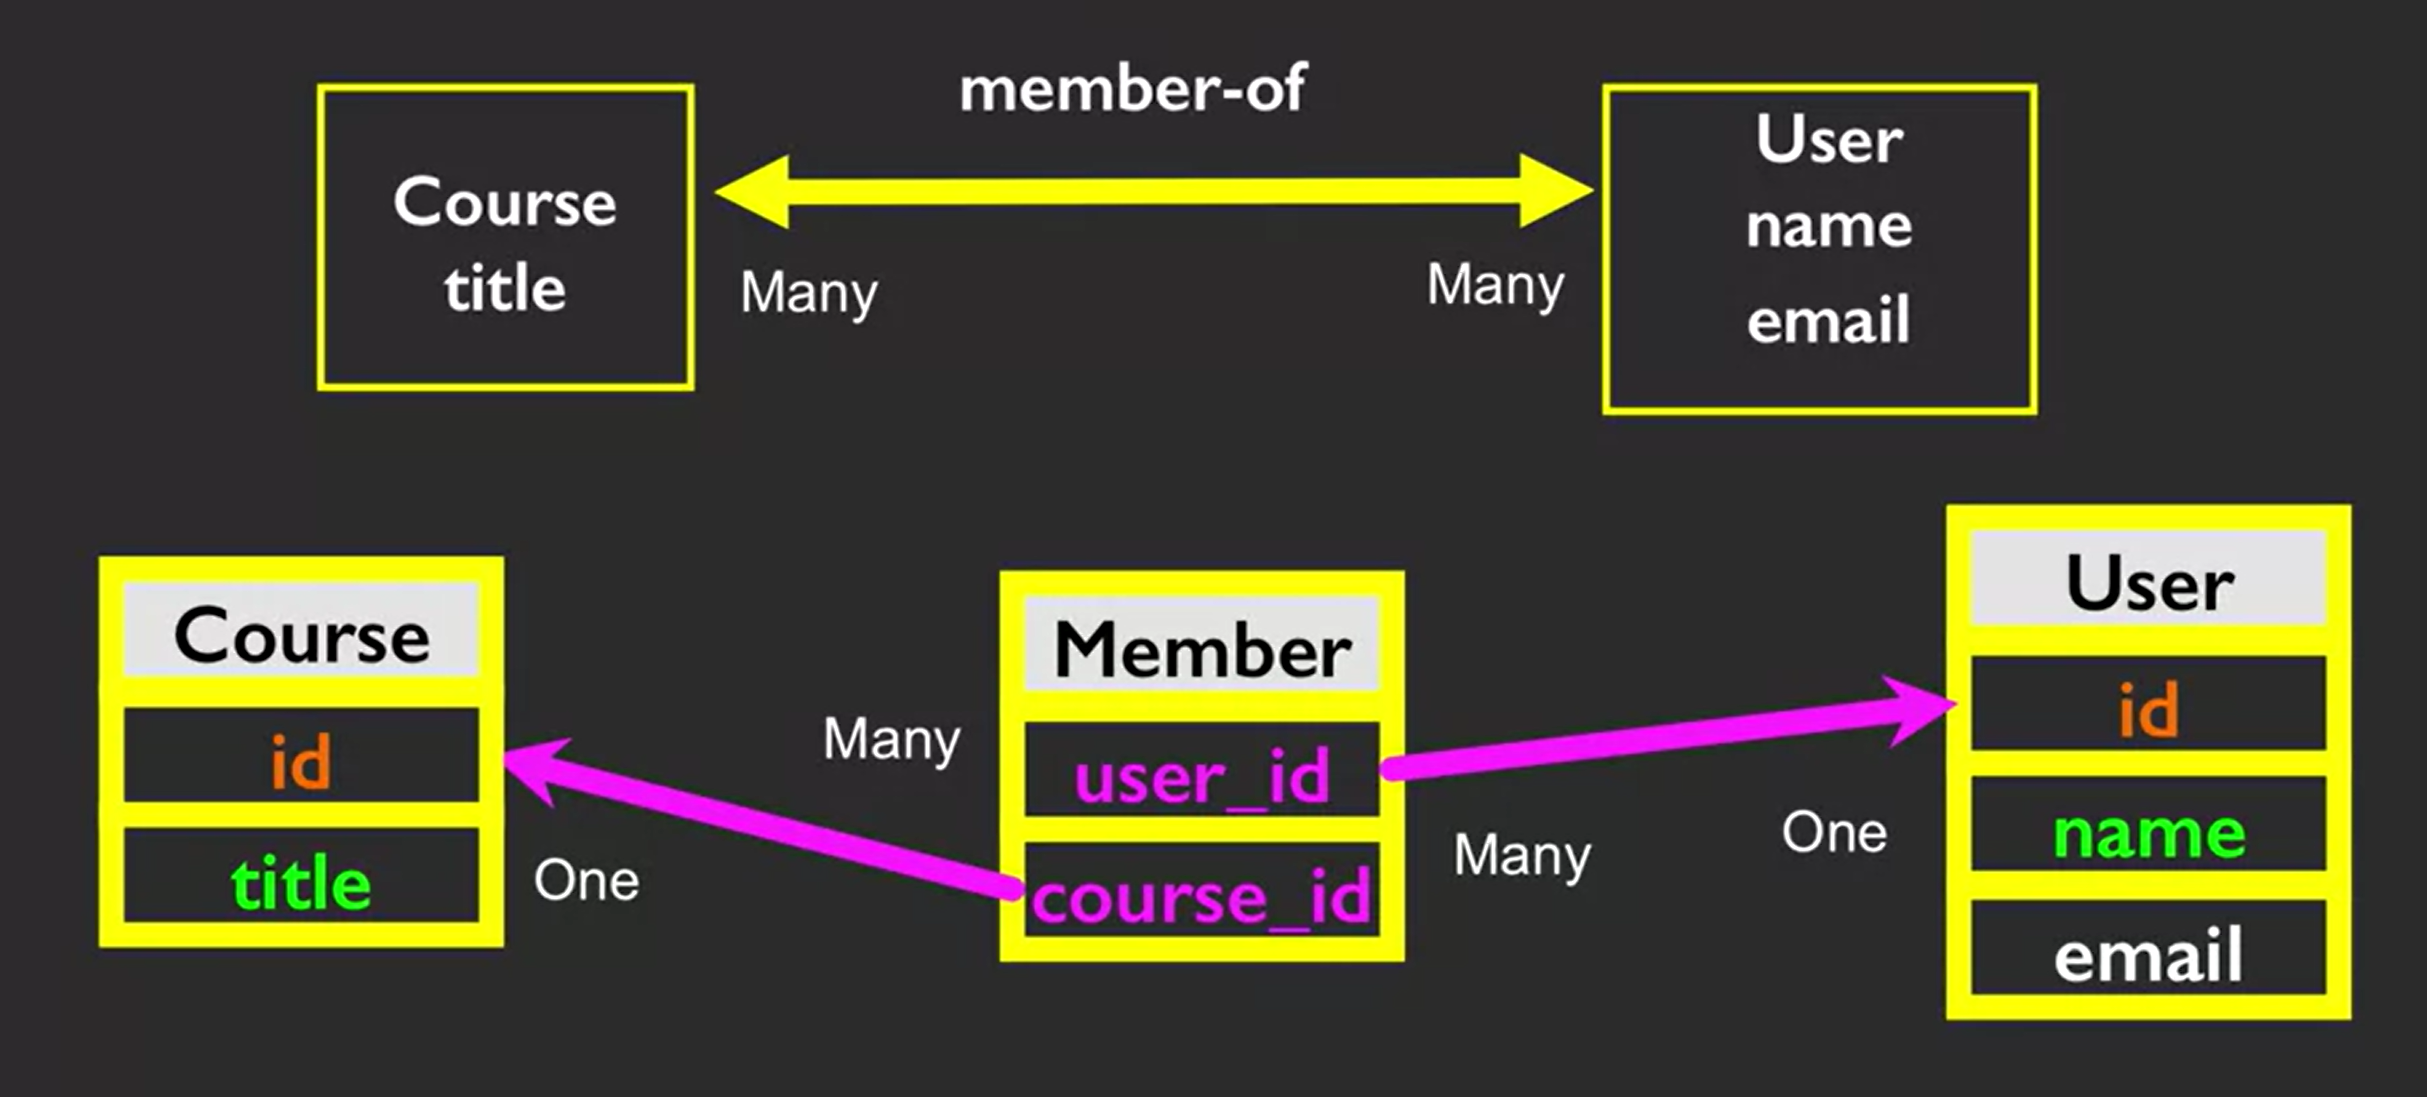 member-of
Course
title
Many
Many
User
name
email
Course
id
title
One
Many
Member
user_id
course_id
Many
One
User
id
name
email